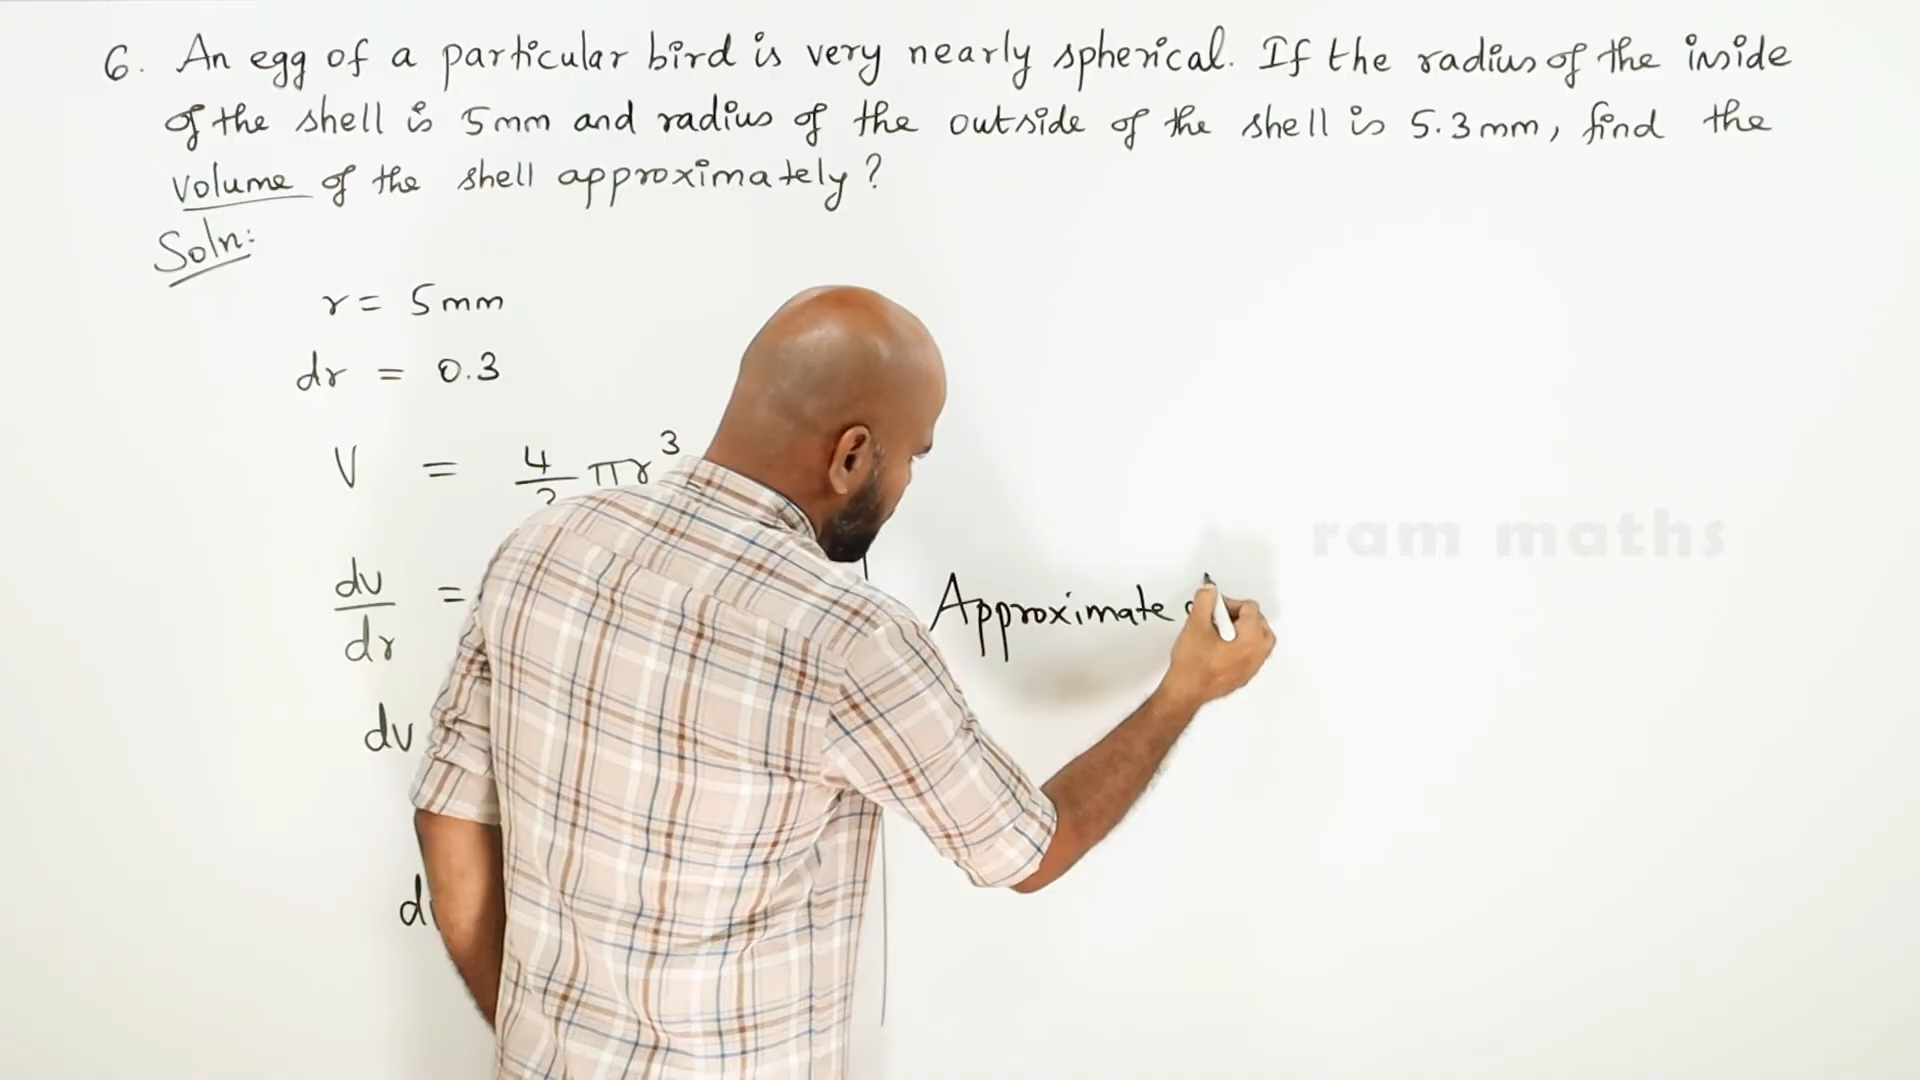 6. An egg of a particular bird is very nearly spherical. If the radius of the inside
of the shell is 5mm and radius of the outside of the shell is 5.3mm, find the
volume of the shell approximately?
Soln:
r = 5mm
dr = 0.3
V = 4/3 πr³
dv/dr =
Approximate
dv
ram maths